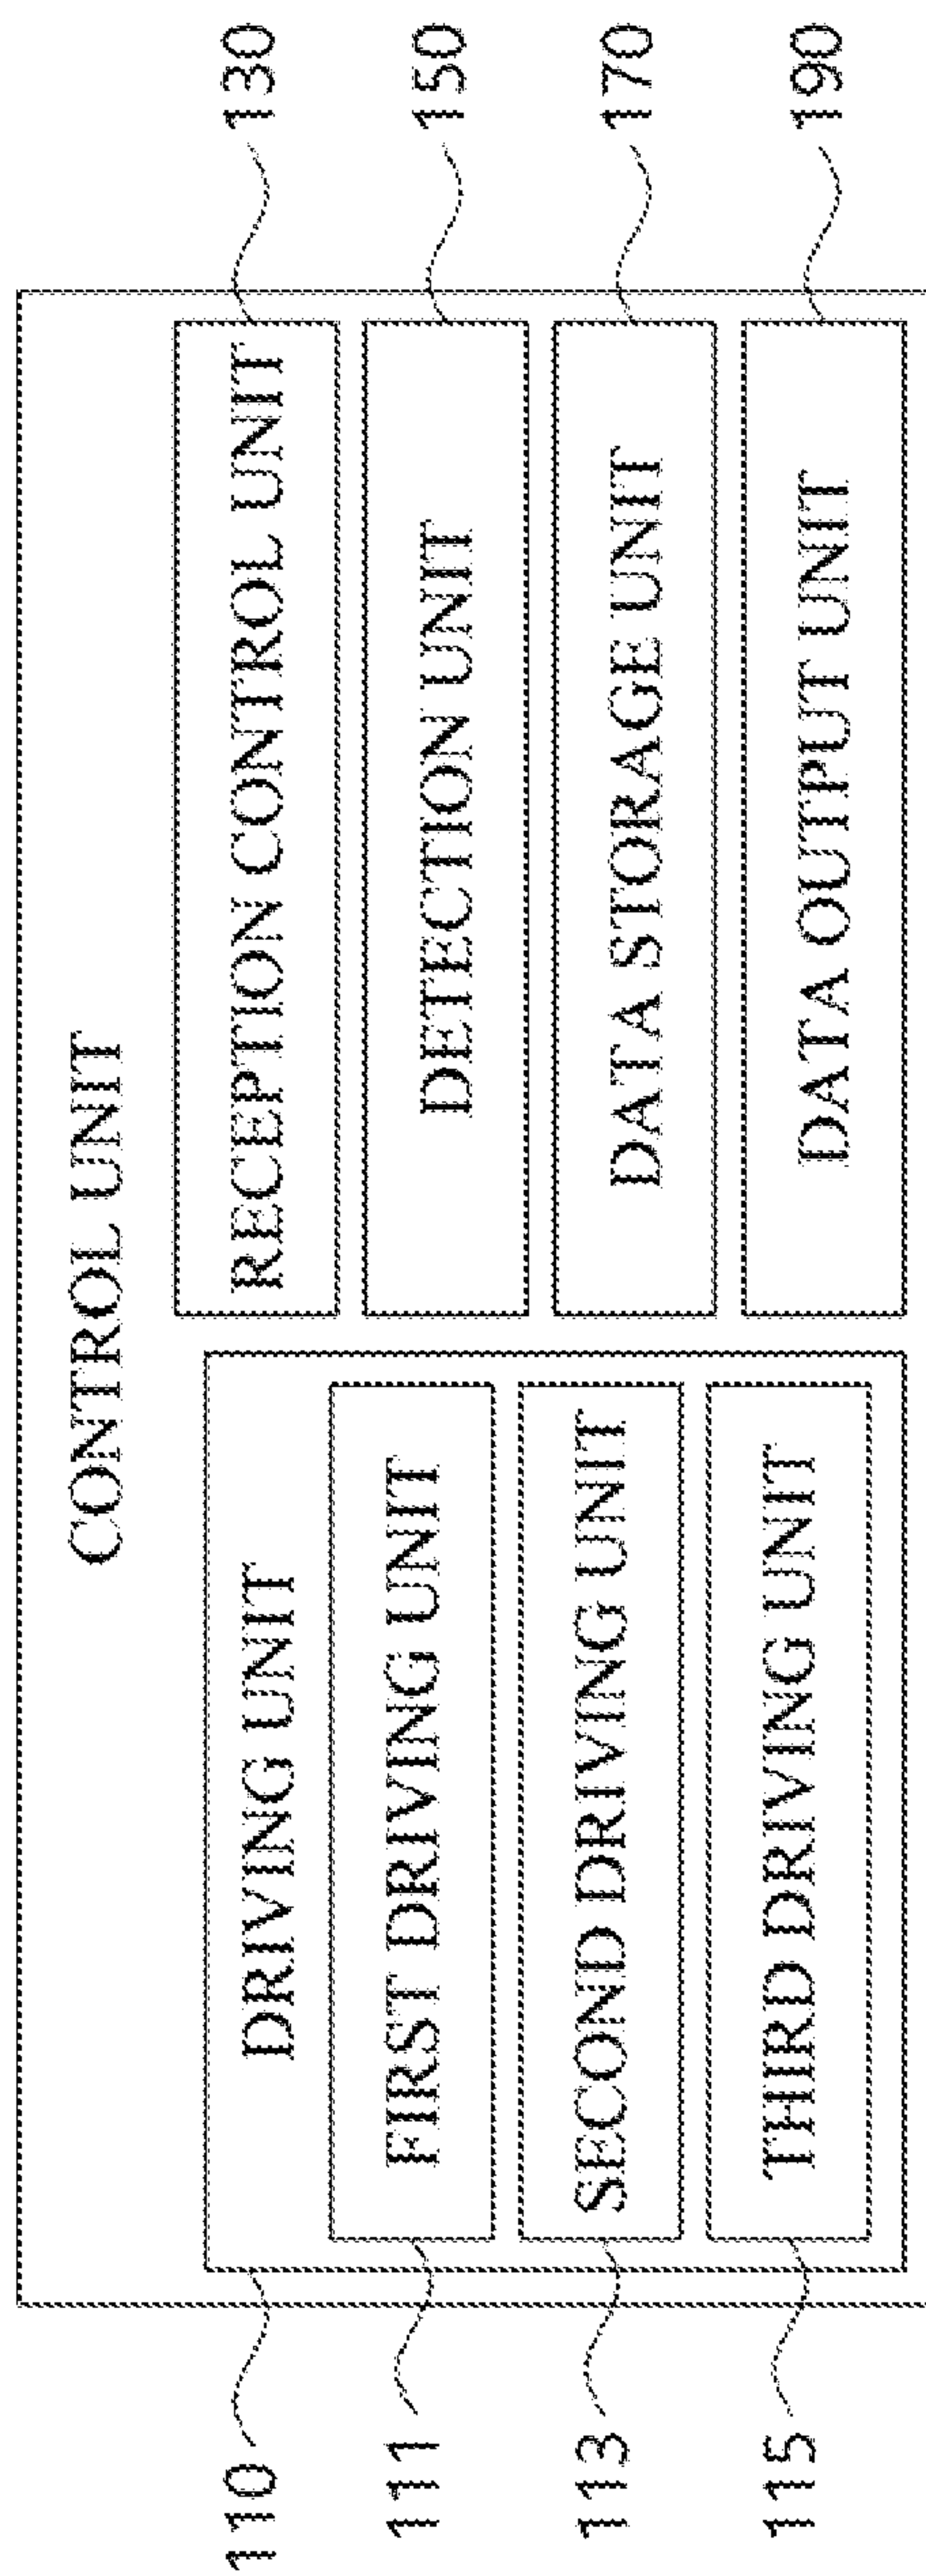 CONTROL UNIT
110
DRIVING UNIT
111
FIRST DRIVING UNIT
113
SECOND DRIVING UNIT
115
THIRD DRIVING UNIT
RECEPTION CONTROL UNIT
130
DETECTION UNIT
150
DATA STORAGE UNIT
170
DATA OUTPUT UNIT
190